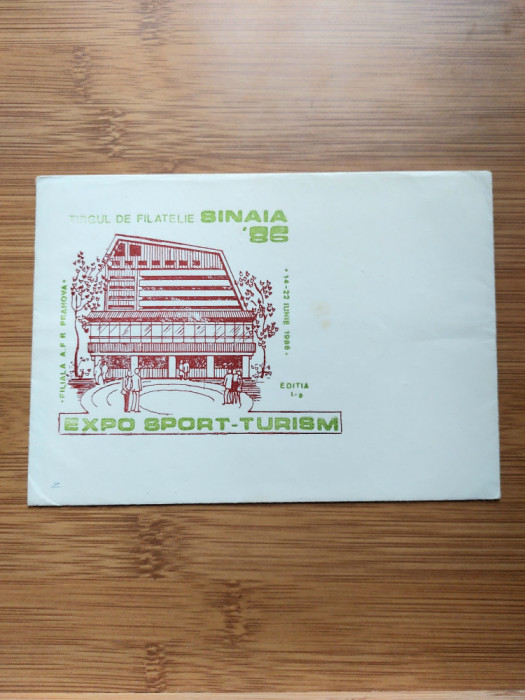 TIRGUL DE FILATELIE SINAIA
'86
• FILIALA A.F.R. PRAHOVA •
• 14-22 IUNIE 1986 •
EDITIA
I-a
EXPO SPORT-TURISM